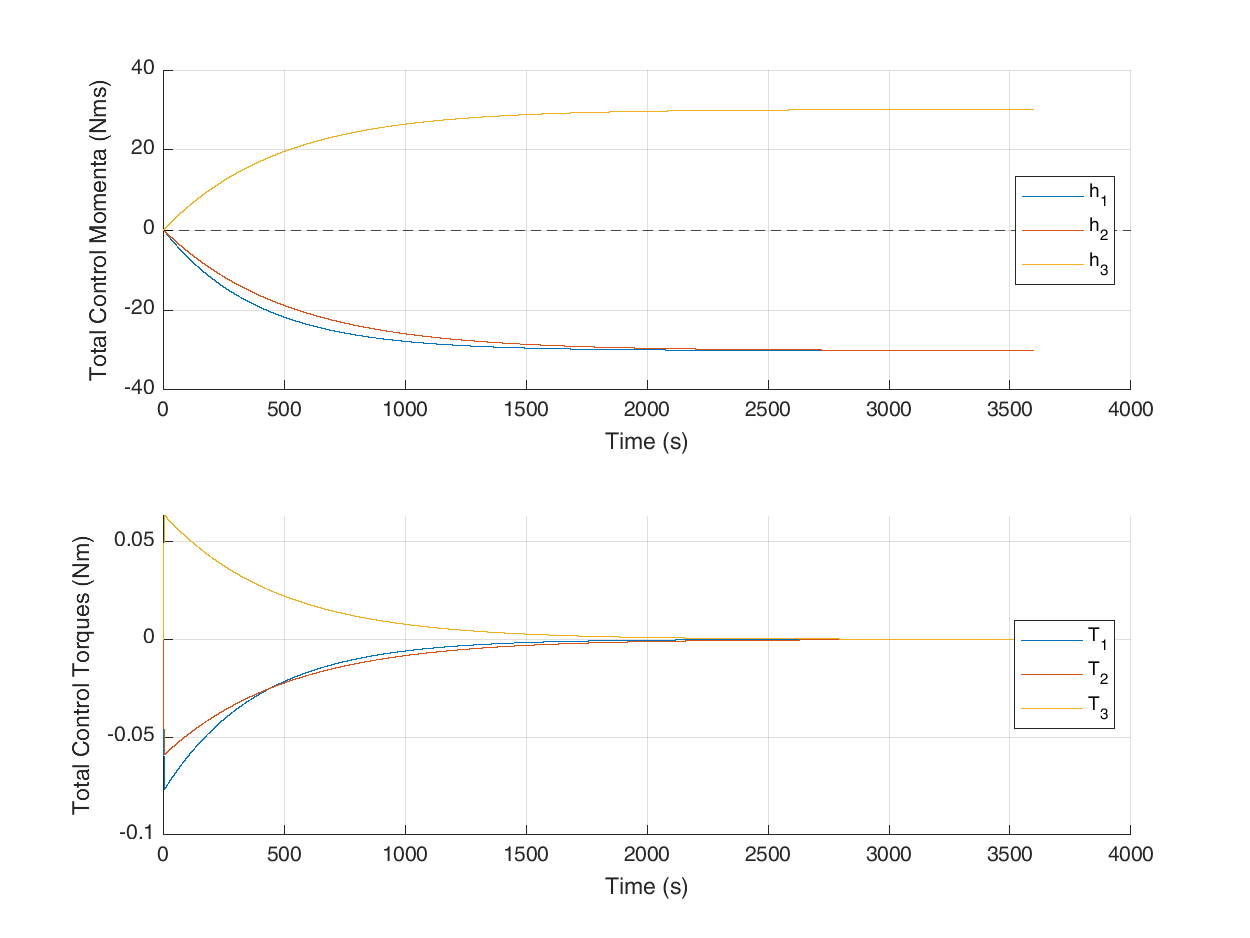 Total Control Momenta (Nms)
40
20
0
-20
-40
0 500 1000 1500 2000 2500 3000 3500 4000
Time (s)
h1
h2
h3
Total Control Torques (Nm)
0.05
0
-0.05
-0.1
0 500 1000 1500 2000 2500 3000 3500 4000
Time (s)
T1
T2
T3